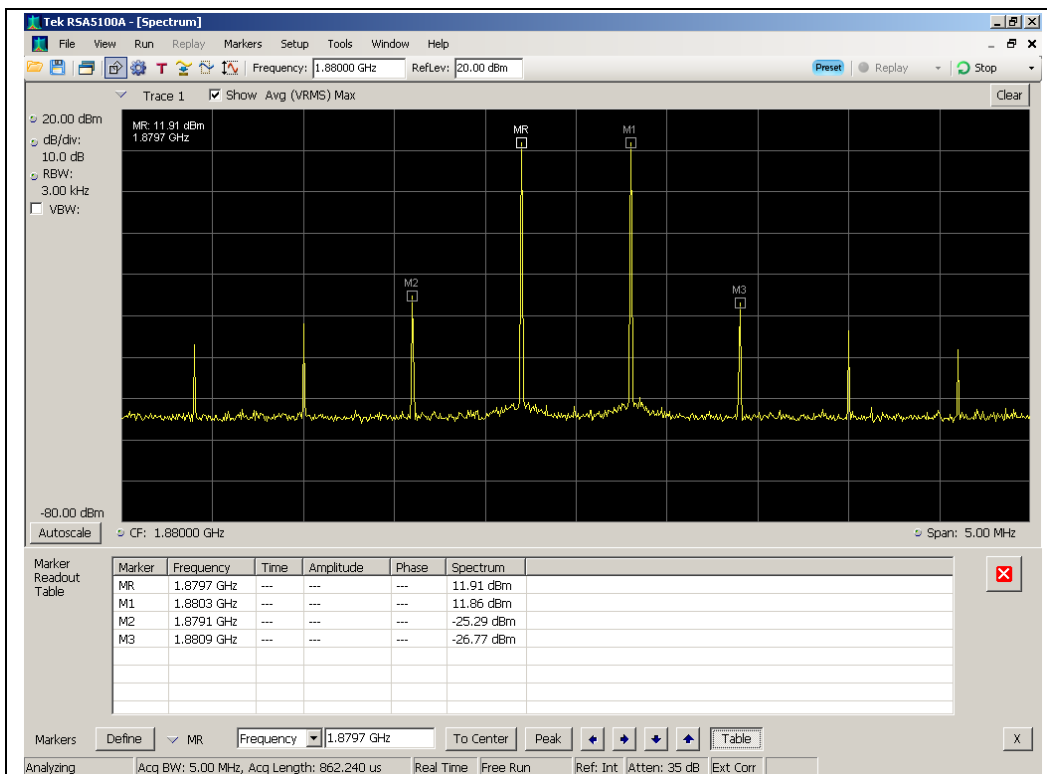 Tek RSA5100A - [Spectrum]
File View Run Replay Markers Setup Tools Window Help
Frequency: 1.88000 GHz RefLev: 20.00 dBm Preset Replay Stop
Trace 1 Show Avg (VRMS) Max Clear
20.00 dBm
dB/div:
10.0 dB
RBW:
3.00 kHz
VBW:
MR: 11.91 dBm
1.8797 GHz
MR
M1
M2
M3
-80.00 dBm
Autoscale CF: 1.88000 GHz Span: 5.00 MHz
Marker
Readout
Table
Marker Frequency Time Amplitude Phase Spectrum
MR 1.8797 GHz --- --- --- 11.91 dBm
M1 1.8803 GHz --- --- --- 11.86 dBm
M2 1.8791 GHz --- --- --- -25.29 dBm
M3 1.8809 GHz --- --- --- -26.77 dBm
Markers Define MR Frequency 1.8797 GHz To Center Peak Table X
Analyzing Acq BW: 5.00 MHz, Acq Length: 862.240 us Real Time Free Run Ref: Int Atten: 35 dB Ext Corr